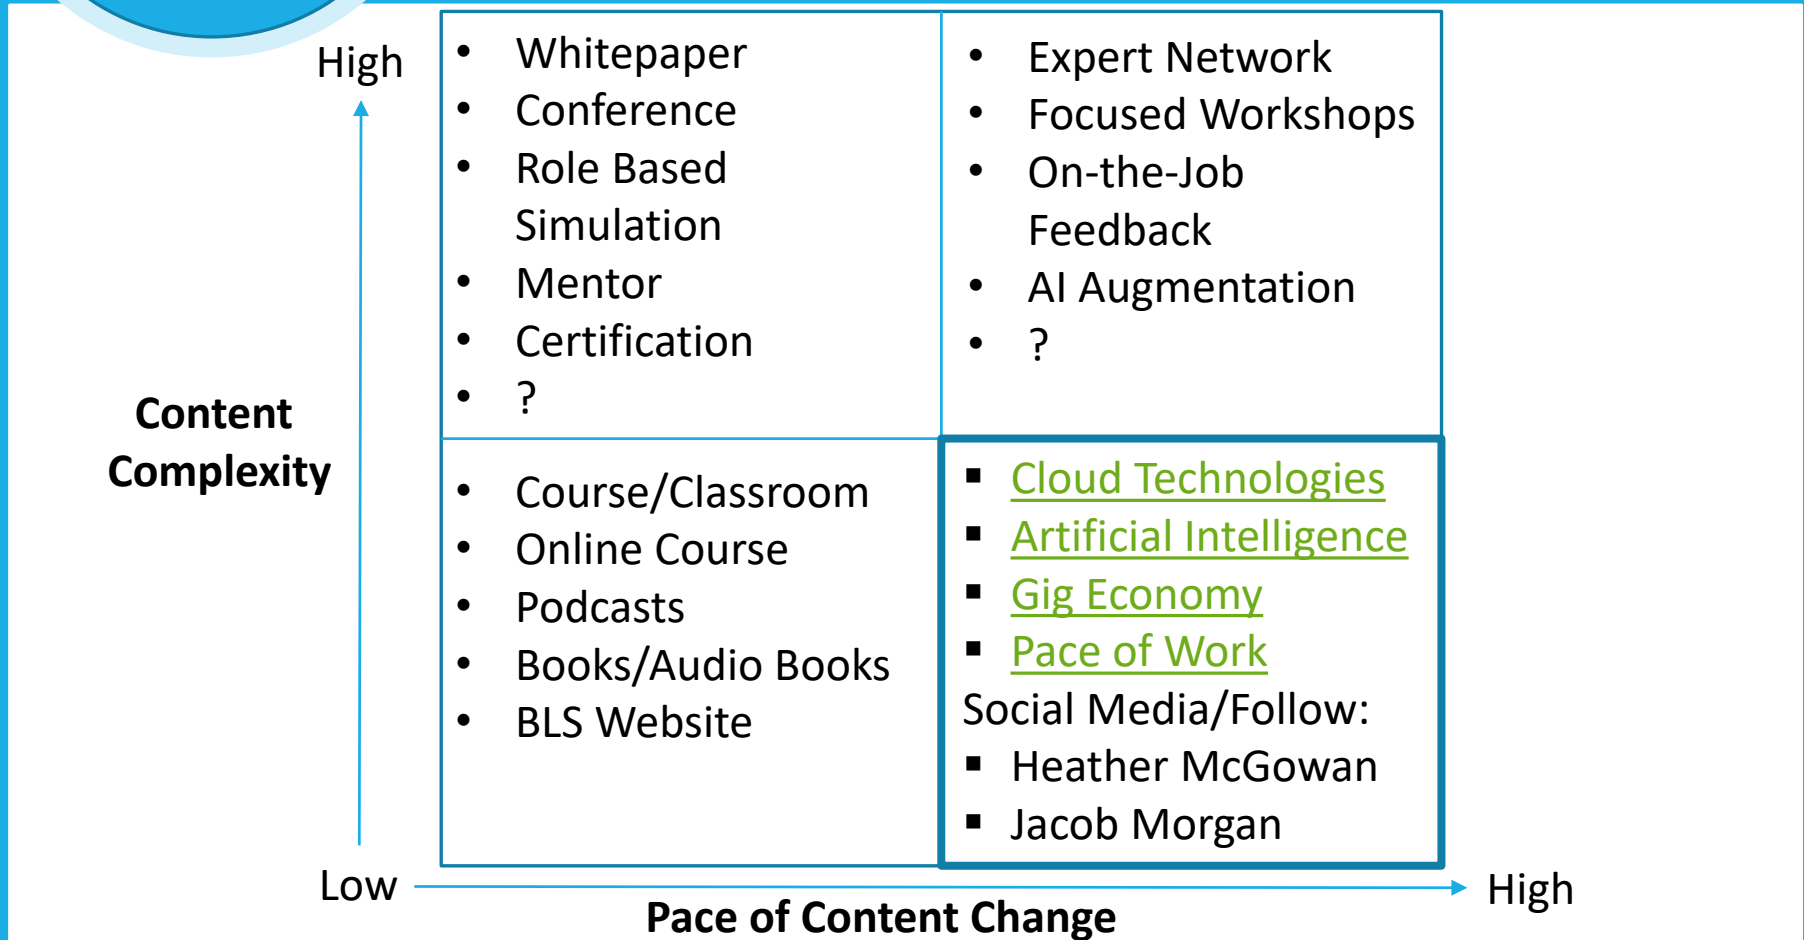 High
• Whitepaper
• Conference
• Role Based
Simulation
• Mentor
• Certification
• ?
• Expert Network
• Focused Workshops
• On-the-Job
Feedback
• AI Augmentation
• ?
Content
Complexity
• Course/Classroom
• Online Course
• Podcasts
• Books/Audio Books
• BLS Website
▪ Cloud Technologies
▪ Artificial Intelligence
▪ Gig Economy
▪ Pace of Work
Social Media/Follow:
▪ Heather McGowan
▪ Jacob Morgan
Low
High
Pace of Content Change